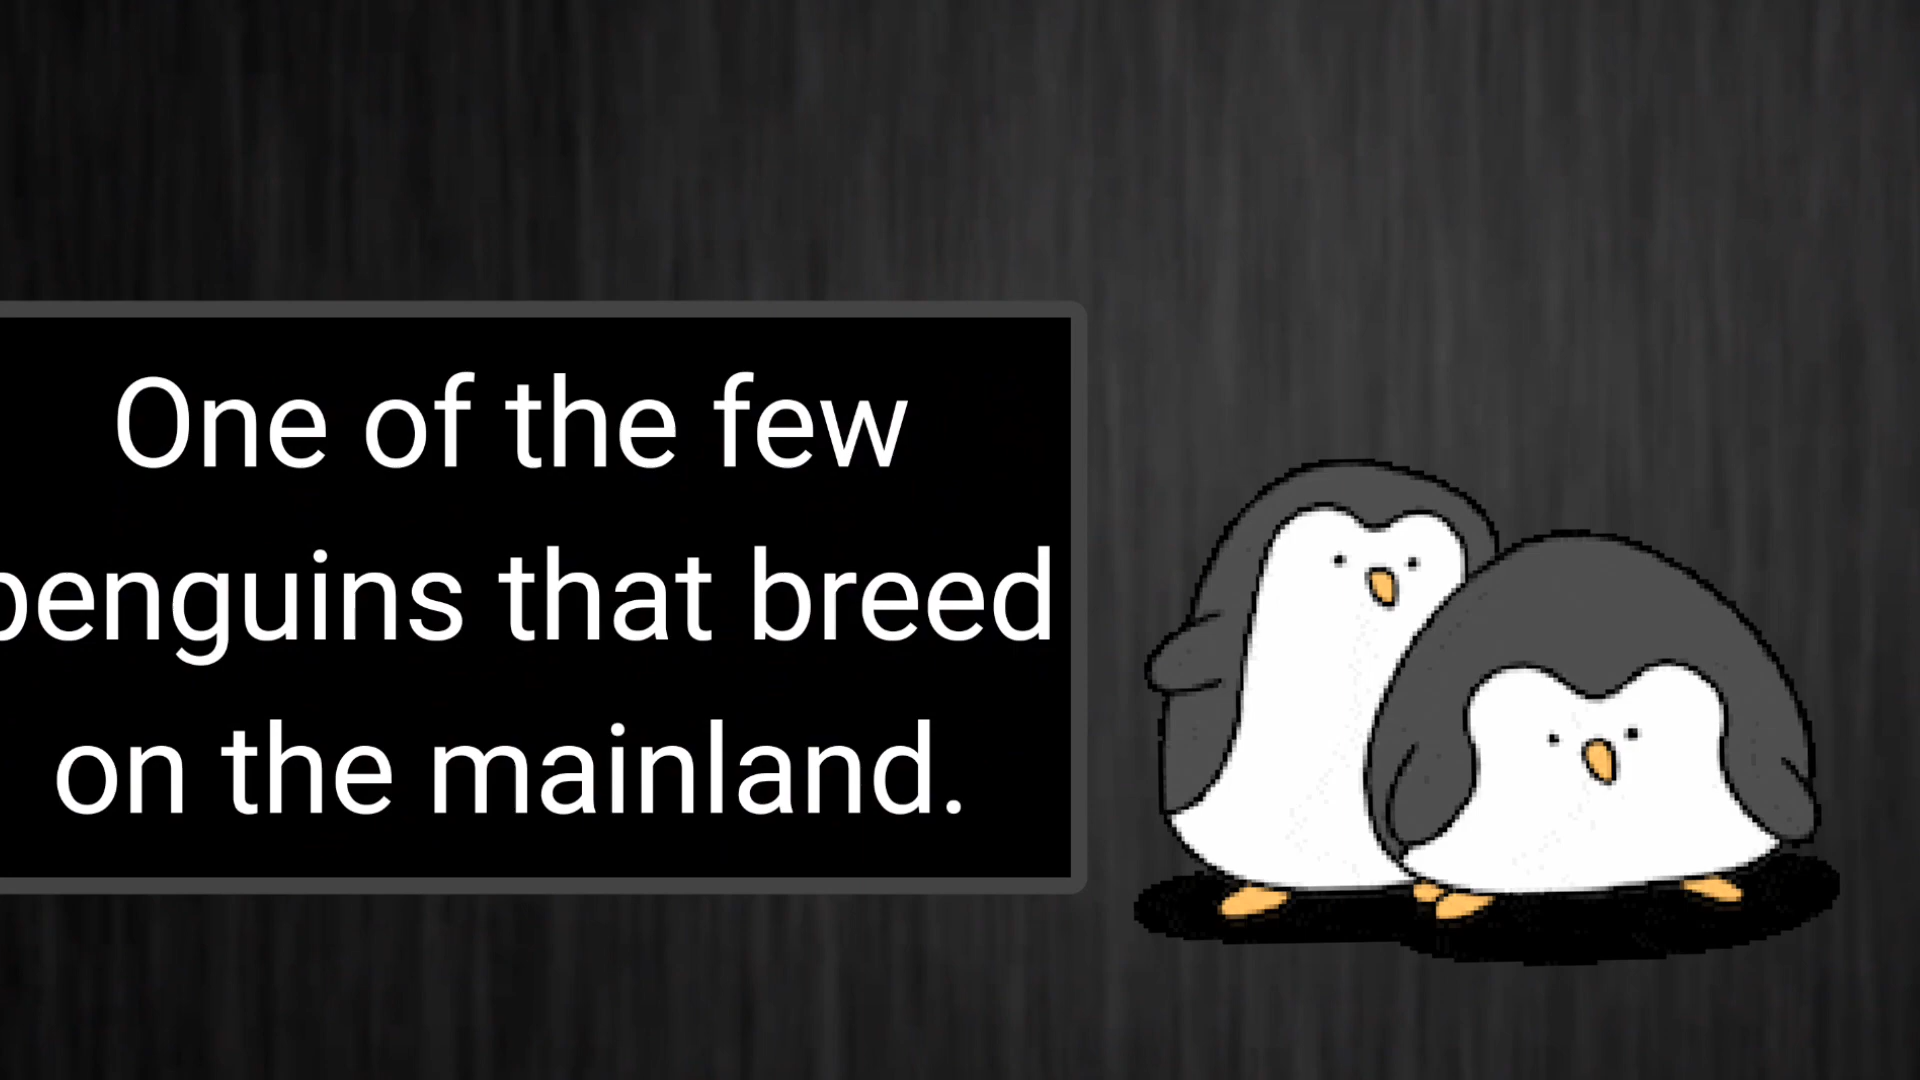 One of the few
penguins that breed
on the mainland.